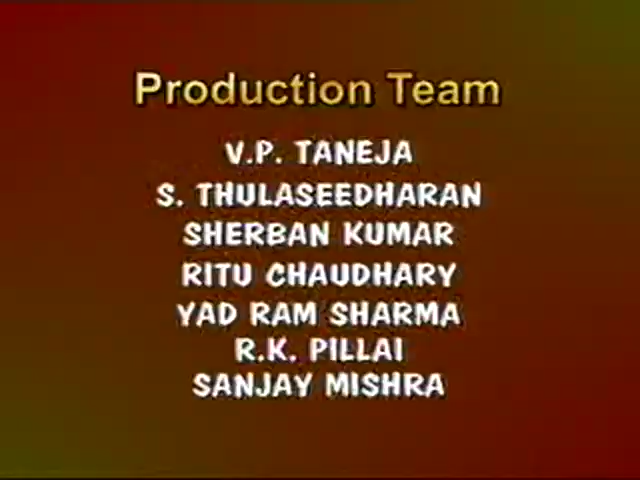 Production Team
V.P. TANEJA
S. THULASEEDHARAN
SHERBAN KUMAR
RITU CHAUDHARY
YAD RAM SHARMA
R.K. PILLAI
SANJAY MISHRA